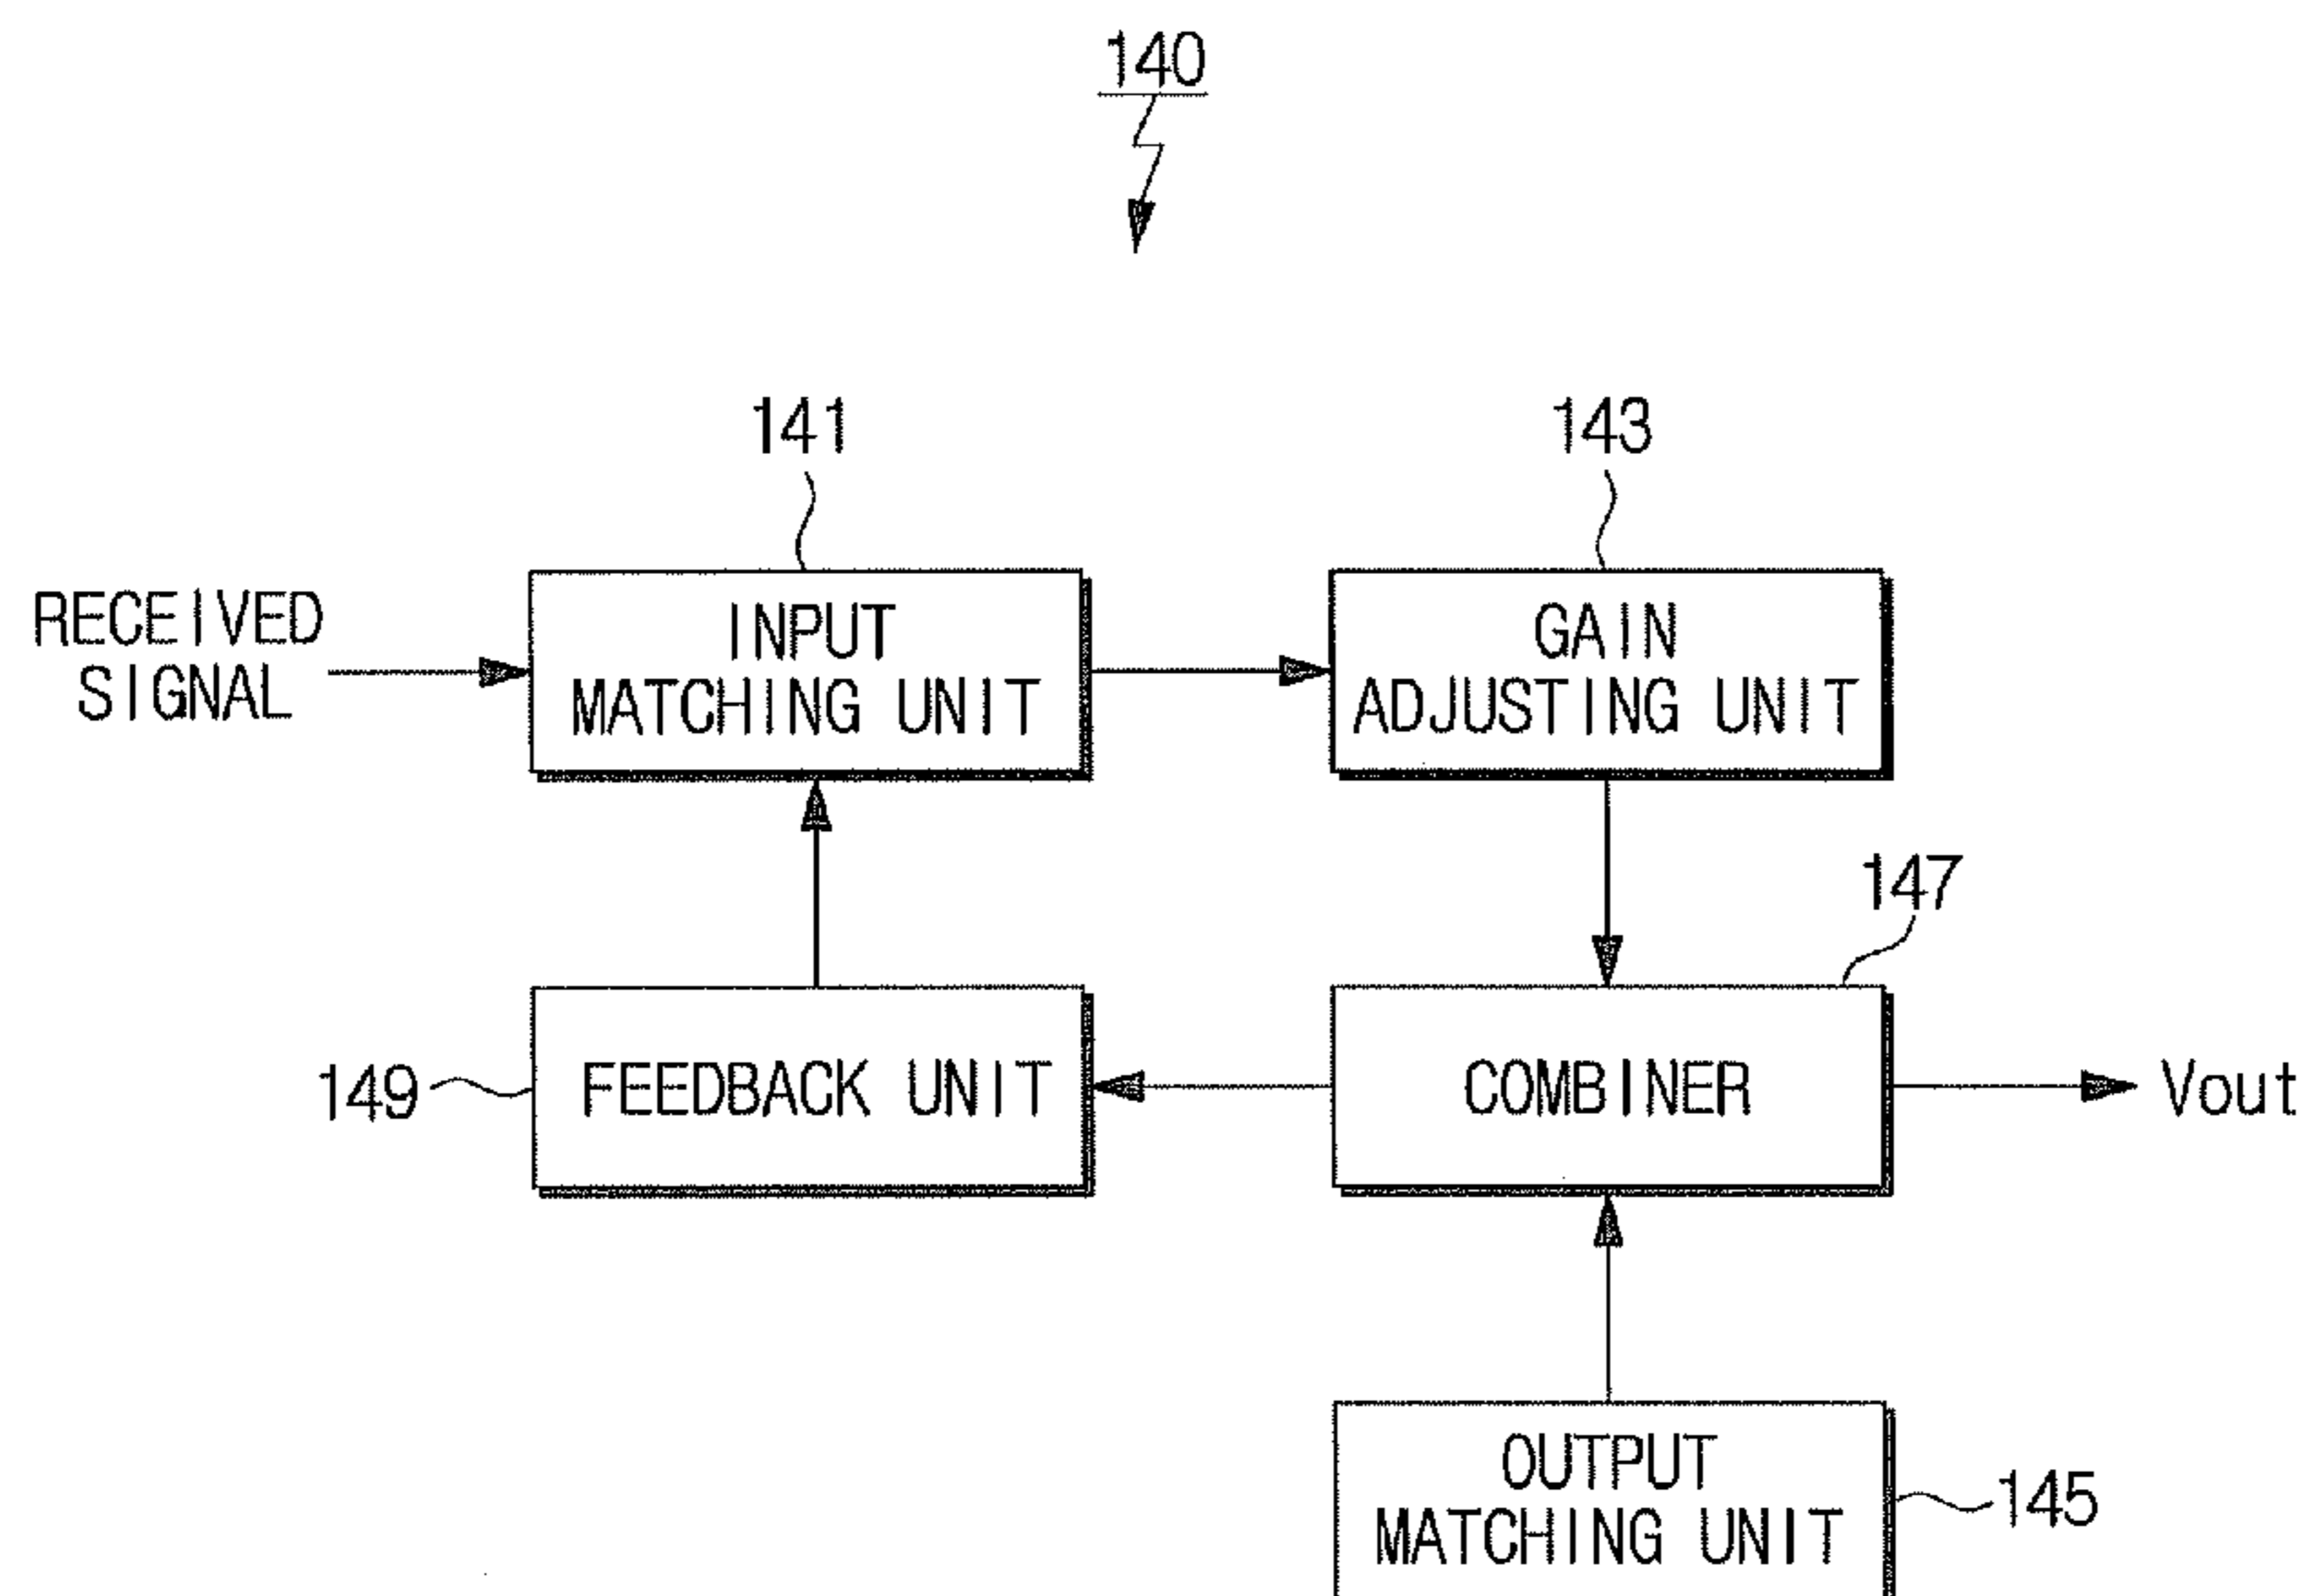 140
141
143
RECEIVED
SIGNAL
INPUT
MATCHING UNIT
GAIN
ADJUSTING UNIT
147
149
FEEDBACK UNIT
COMBINER
Vout
OUTPUT
MATCHING UNIT
145